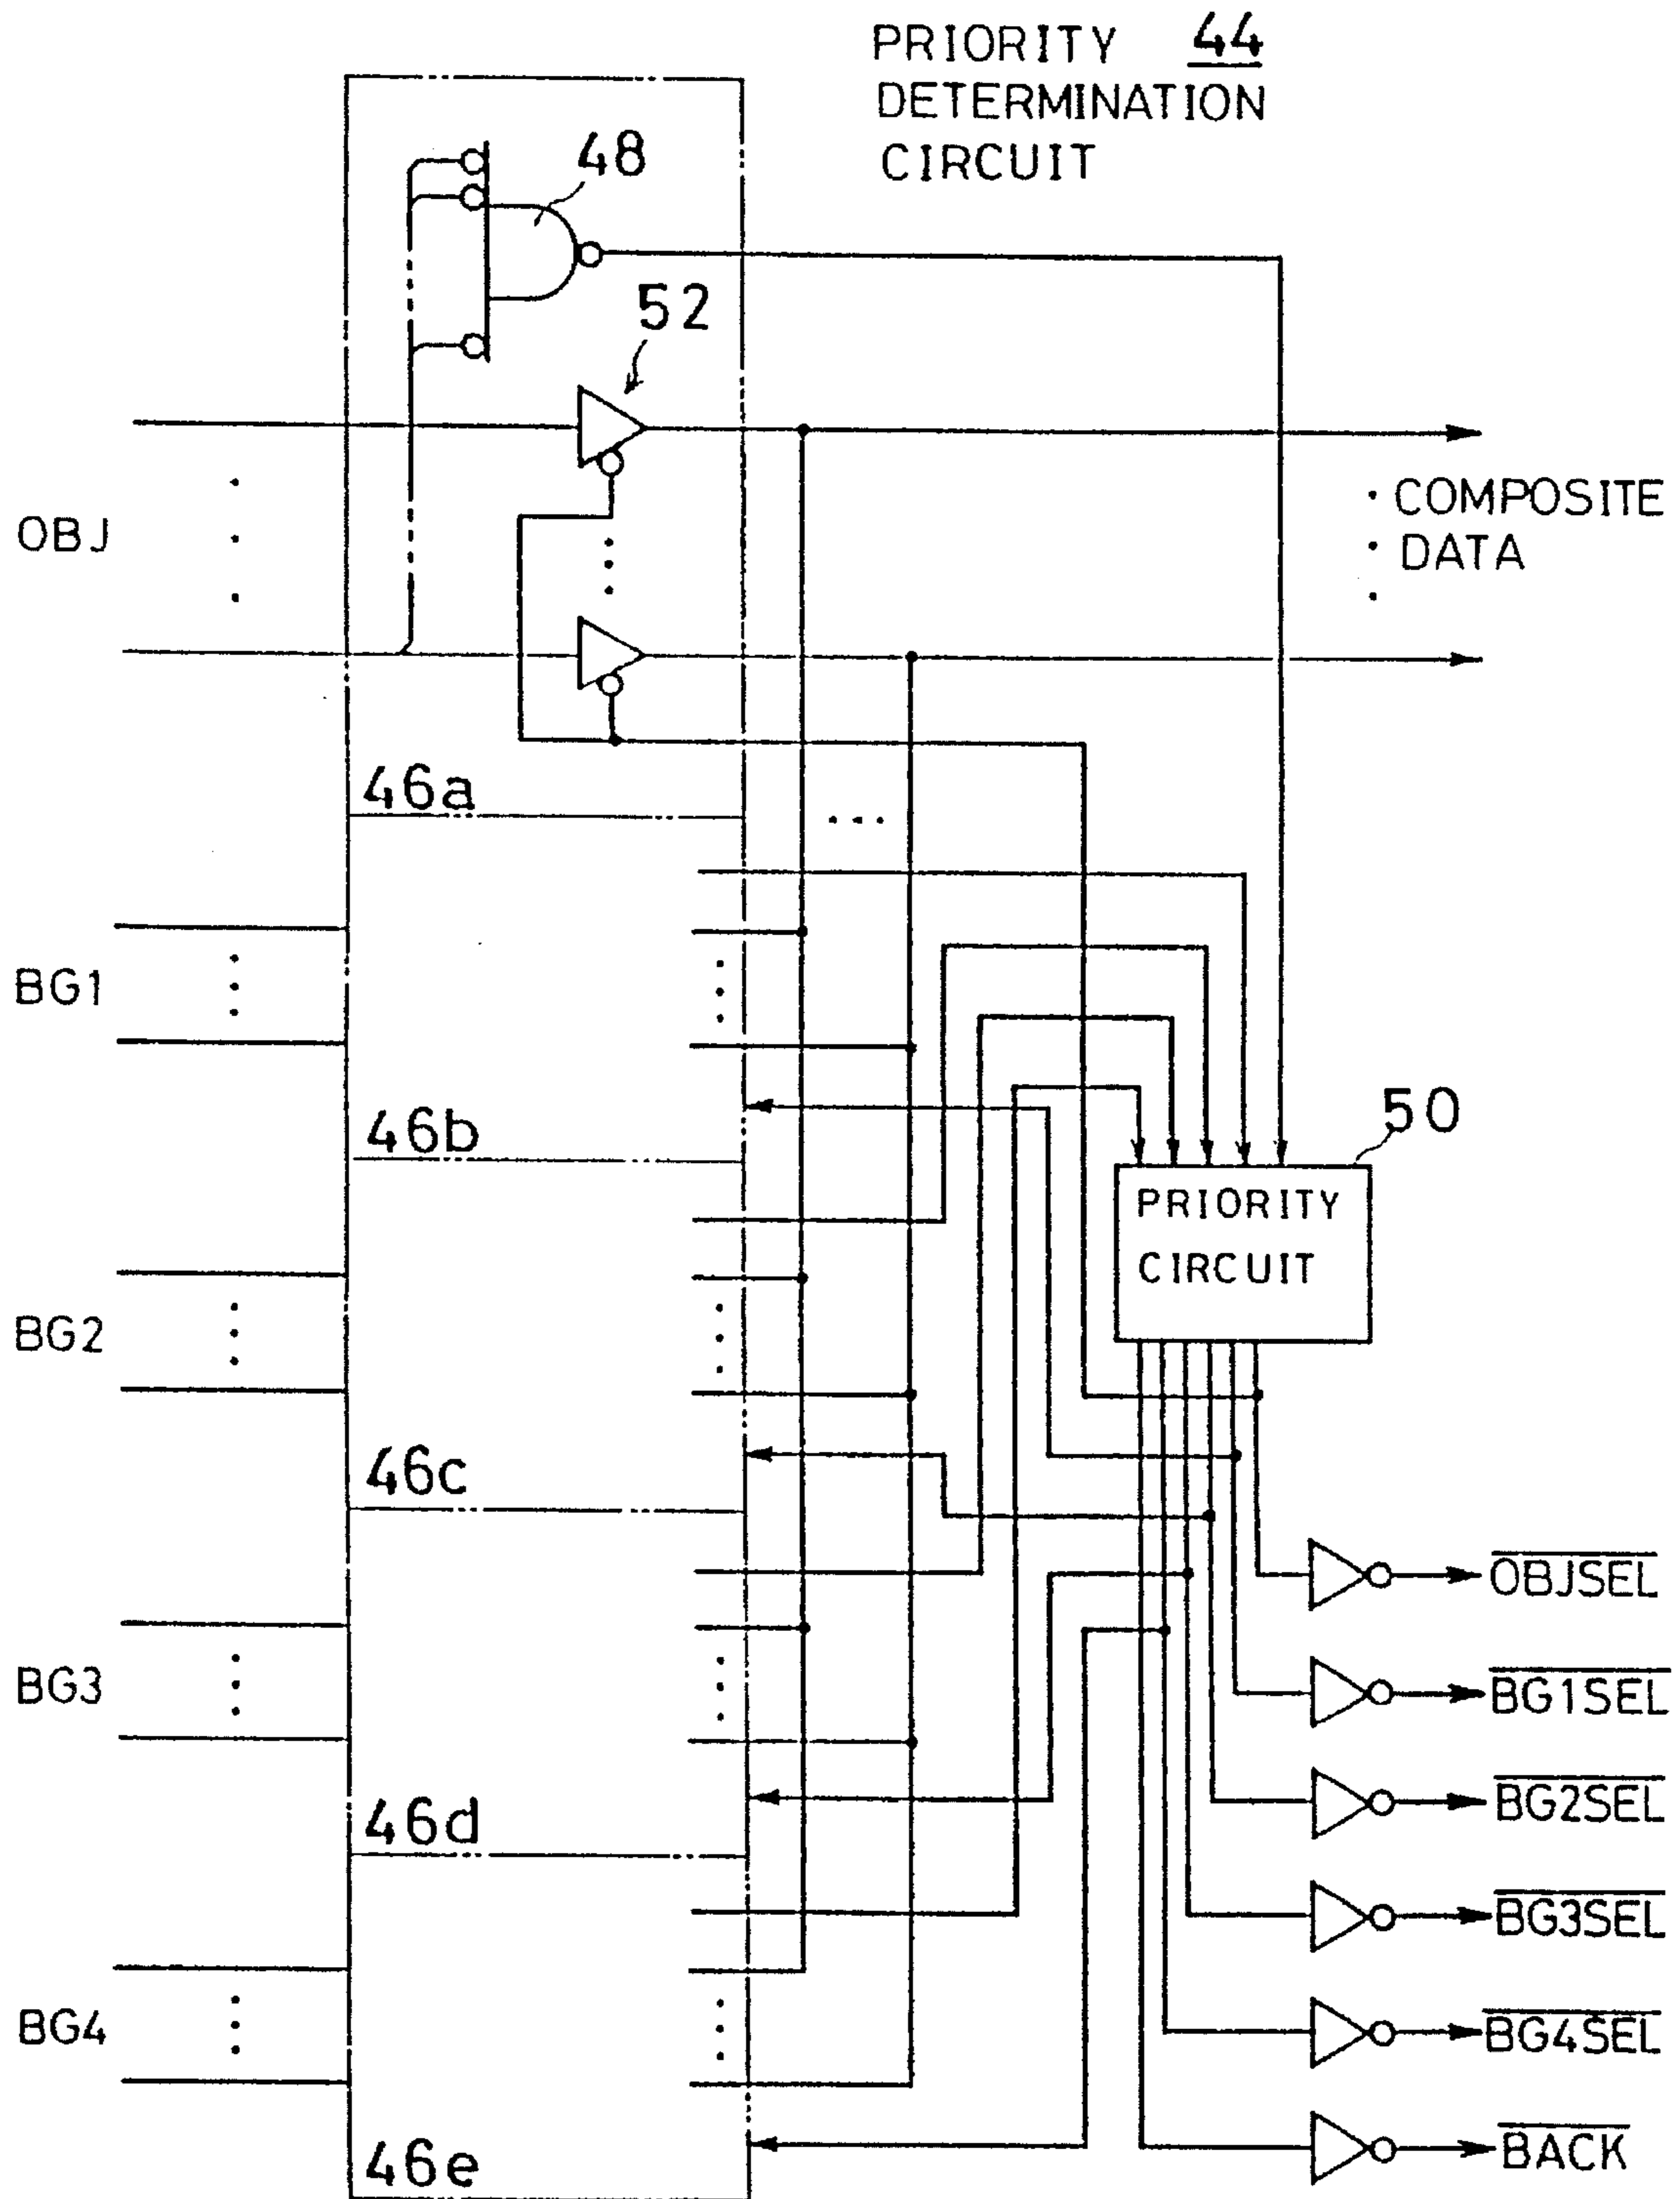 PRIORITY 44
DETERMINATION
CIRCUIT
48
52
OBJ
COMPOSITE
DATA
46a
BG1
46b
50
PRIORITY
CIRCUIT
BG2
46c
OBJSEL
BG3
BG1SEL
BG2SEL
46d
BG3SEL
BG4
BG4SEL
46e
BACK